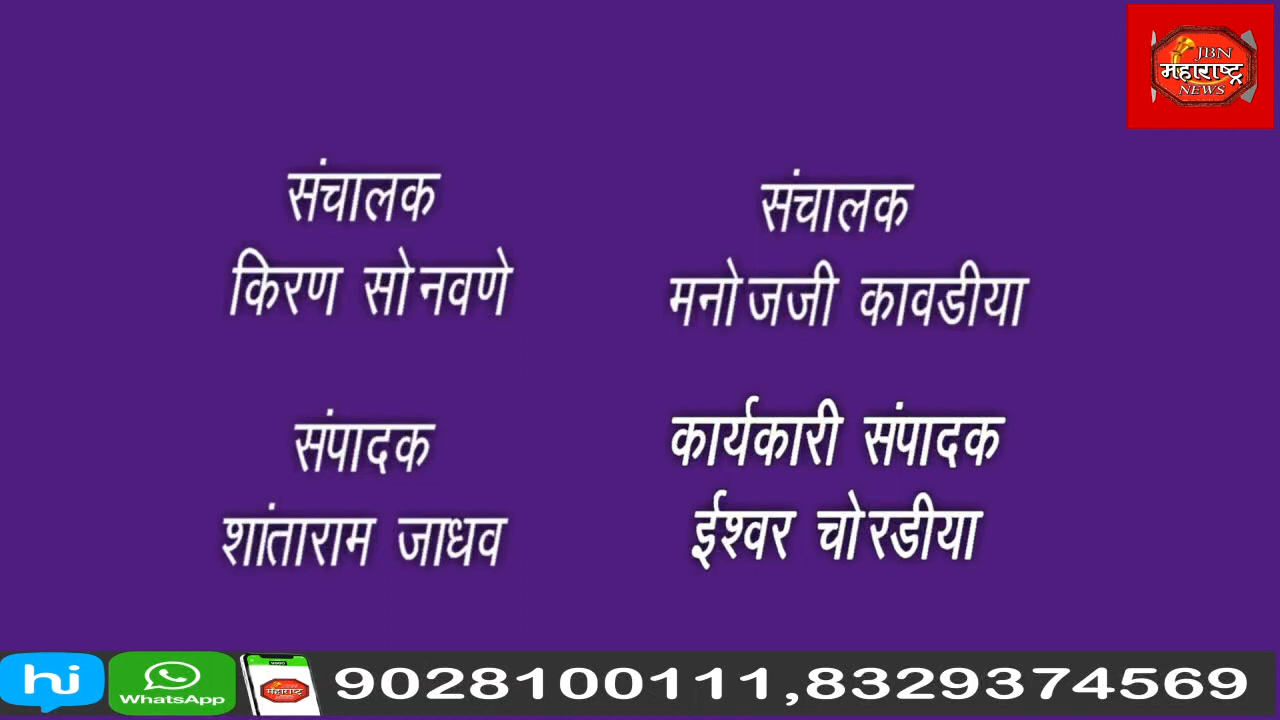 JBN
महाराष्ट्र
NEWS
संचालक
किरण सोनवणे
संचालक
मनोजजी कावडीया
संपादक
शांताराम जाधव
कार्यकारी संपादक
ईश्वर चोरडीया
hi
WhatsApp
महाराष्ट्र
9028100111,8329374569